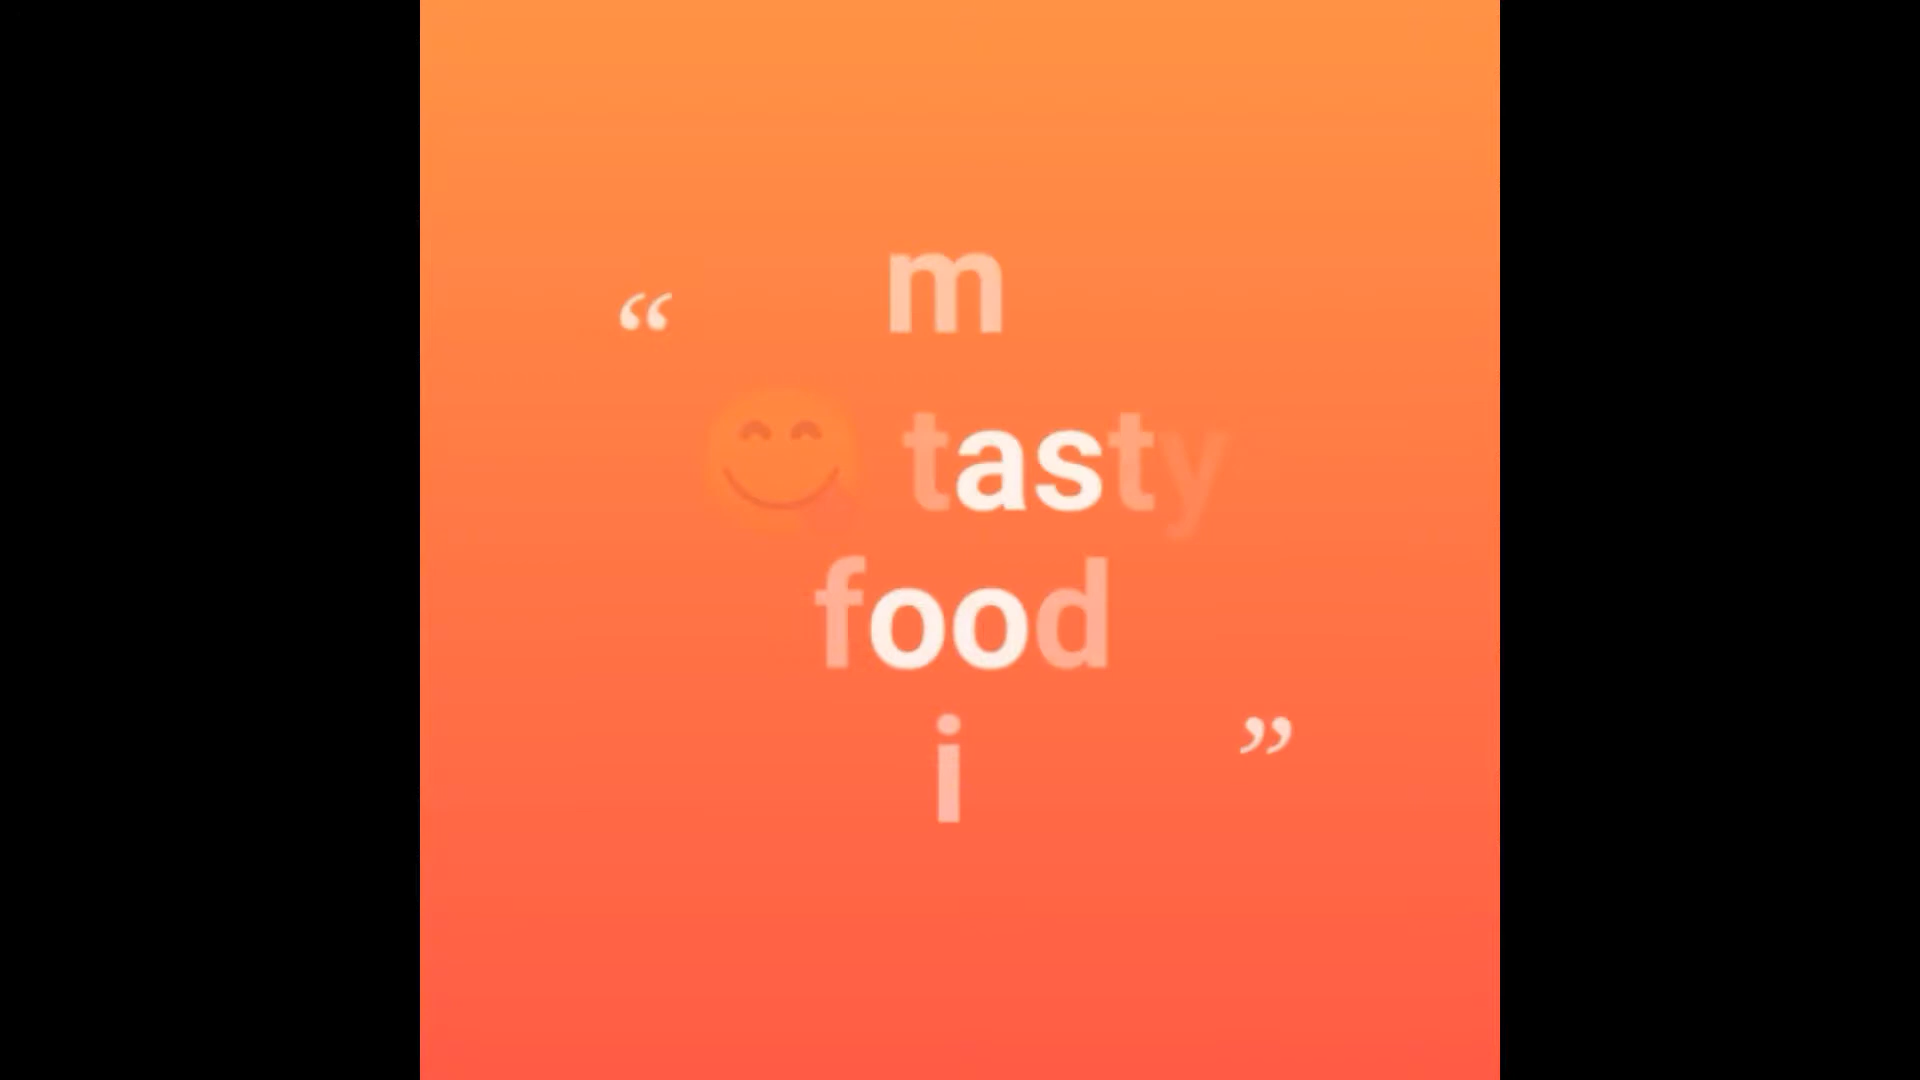 “ m
😋 tasty
food
i ”